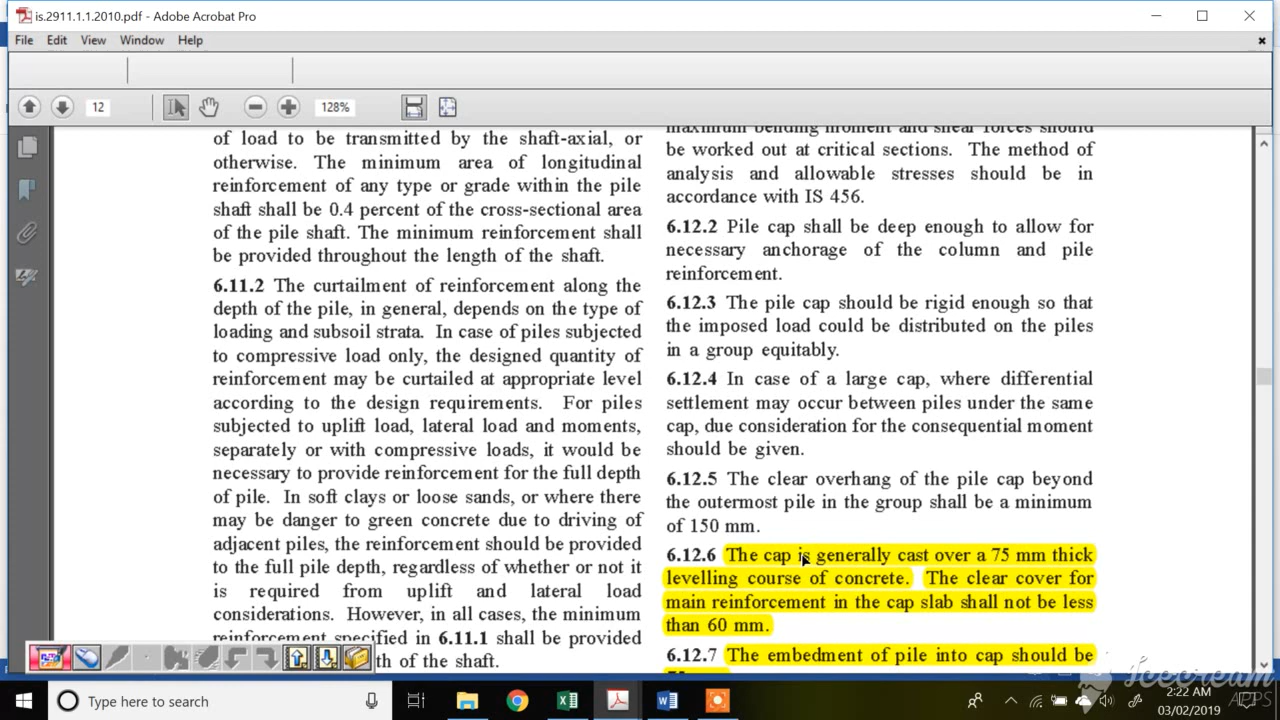 is.2911.1.1.2010.pdf - Adobe Acrobat Pro
File Edit View Window Help
12
128%
of load to be transmitted by the shaft-axial, or
otherwise. The minimum area of longitudinal
reinforcement of any type or grade within the pile
shaft shall be 0.4 percent of the cross-sectional area
of the pile shaft. The minimum reinforcement shall
be provided throughout the length of the shaft.
6.11.2 The curtailment of reinforcement along the
depth of the pile, in general, depends on the type of
loading and subsoil strata. In case of piles subjected
to compressive load only, the designed quantity of
reinforcement may be curtailed at appropriate level
according to the design requirements. For piles
subjected to uplift load, lateral load and moments,
separately or with compressive loads, it would be
necessary to provide reinforcement for the full depth
of pile. In soft clays or loose sands, or where there
may be danger to green concrete due to driving of
adjacent piles, the reinforcement should be provided
to the full pile depth, regardless of whether or not it
is required from uplift and lateral load
considerations. However, in all cases, the minimum
reinforcement specified in 6.11.1 shall be provided
th of the shaft.
maximum bending moment and shear forces should
be worked out at critical sections. The method of
analysis and allowable stresses should be in
accordance with IS 456.
6.12.2 Pile cap shall be deep enough to allow for
necessary anchorage of the column and pile
reinforcement.
6.12.3 The pile cap should be rigid enough so that
the imposed load could be distributed on the piles
in a group equitably.
6.12.4 In case of a large cap, where differential
settlement may occur between piles under the same
cap, due consideration for the consequential moment
should be given.
6.12.5 The clear overhang of the pile cap beyond
the outermost pile in the group shall be a minimum
of 150 mm.
6.12.6 The cap is generally cast over a 75 mm thick
levelling course of concrete. The clear cover for
main reinforcement in the cap slab shall not be less
than 60 mm.
6.12.7 The embedment of pile into cap should be
Icecream
APPS
Type here to search
2:22 AM
03/02/2019